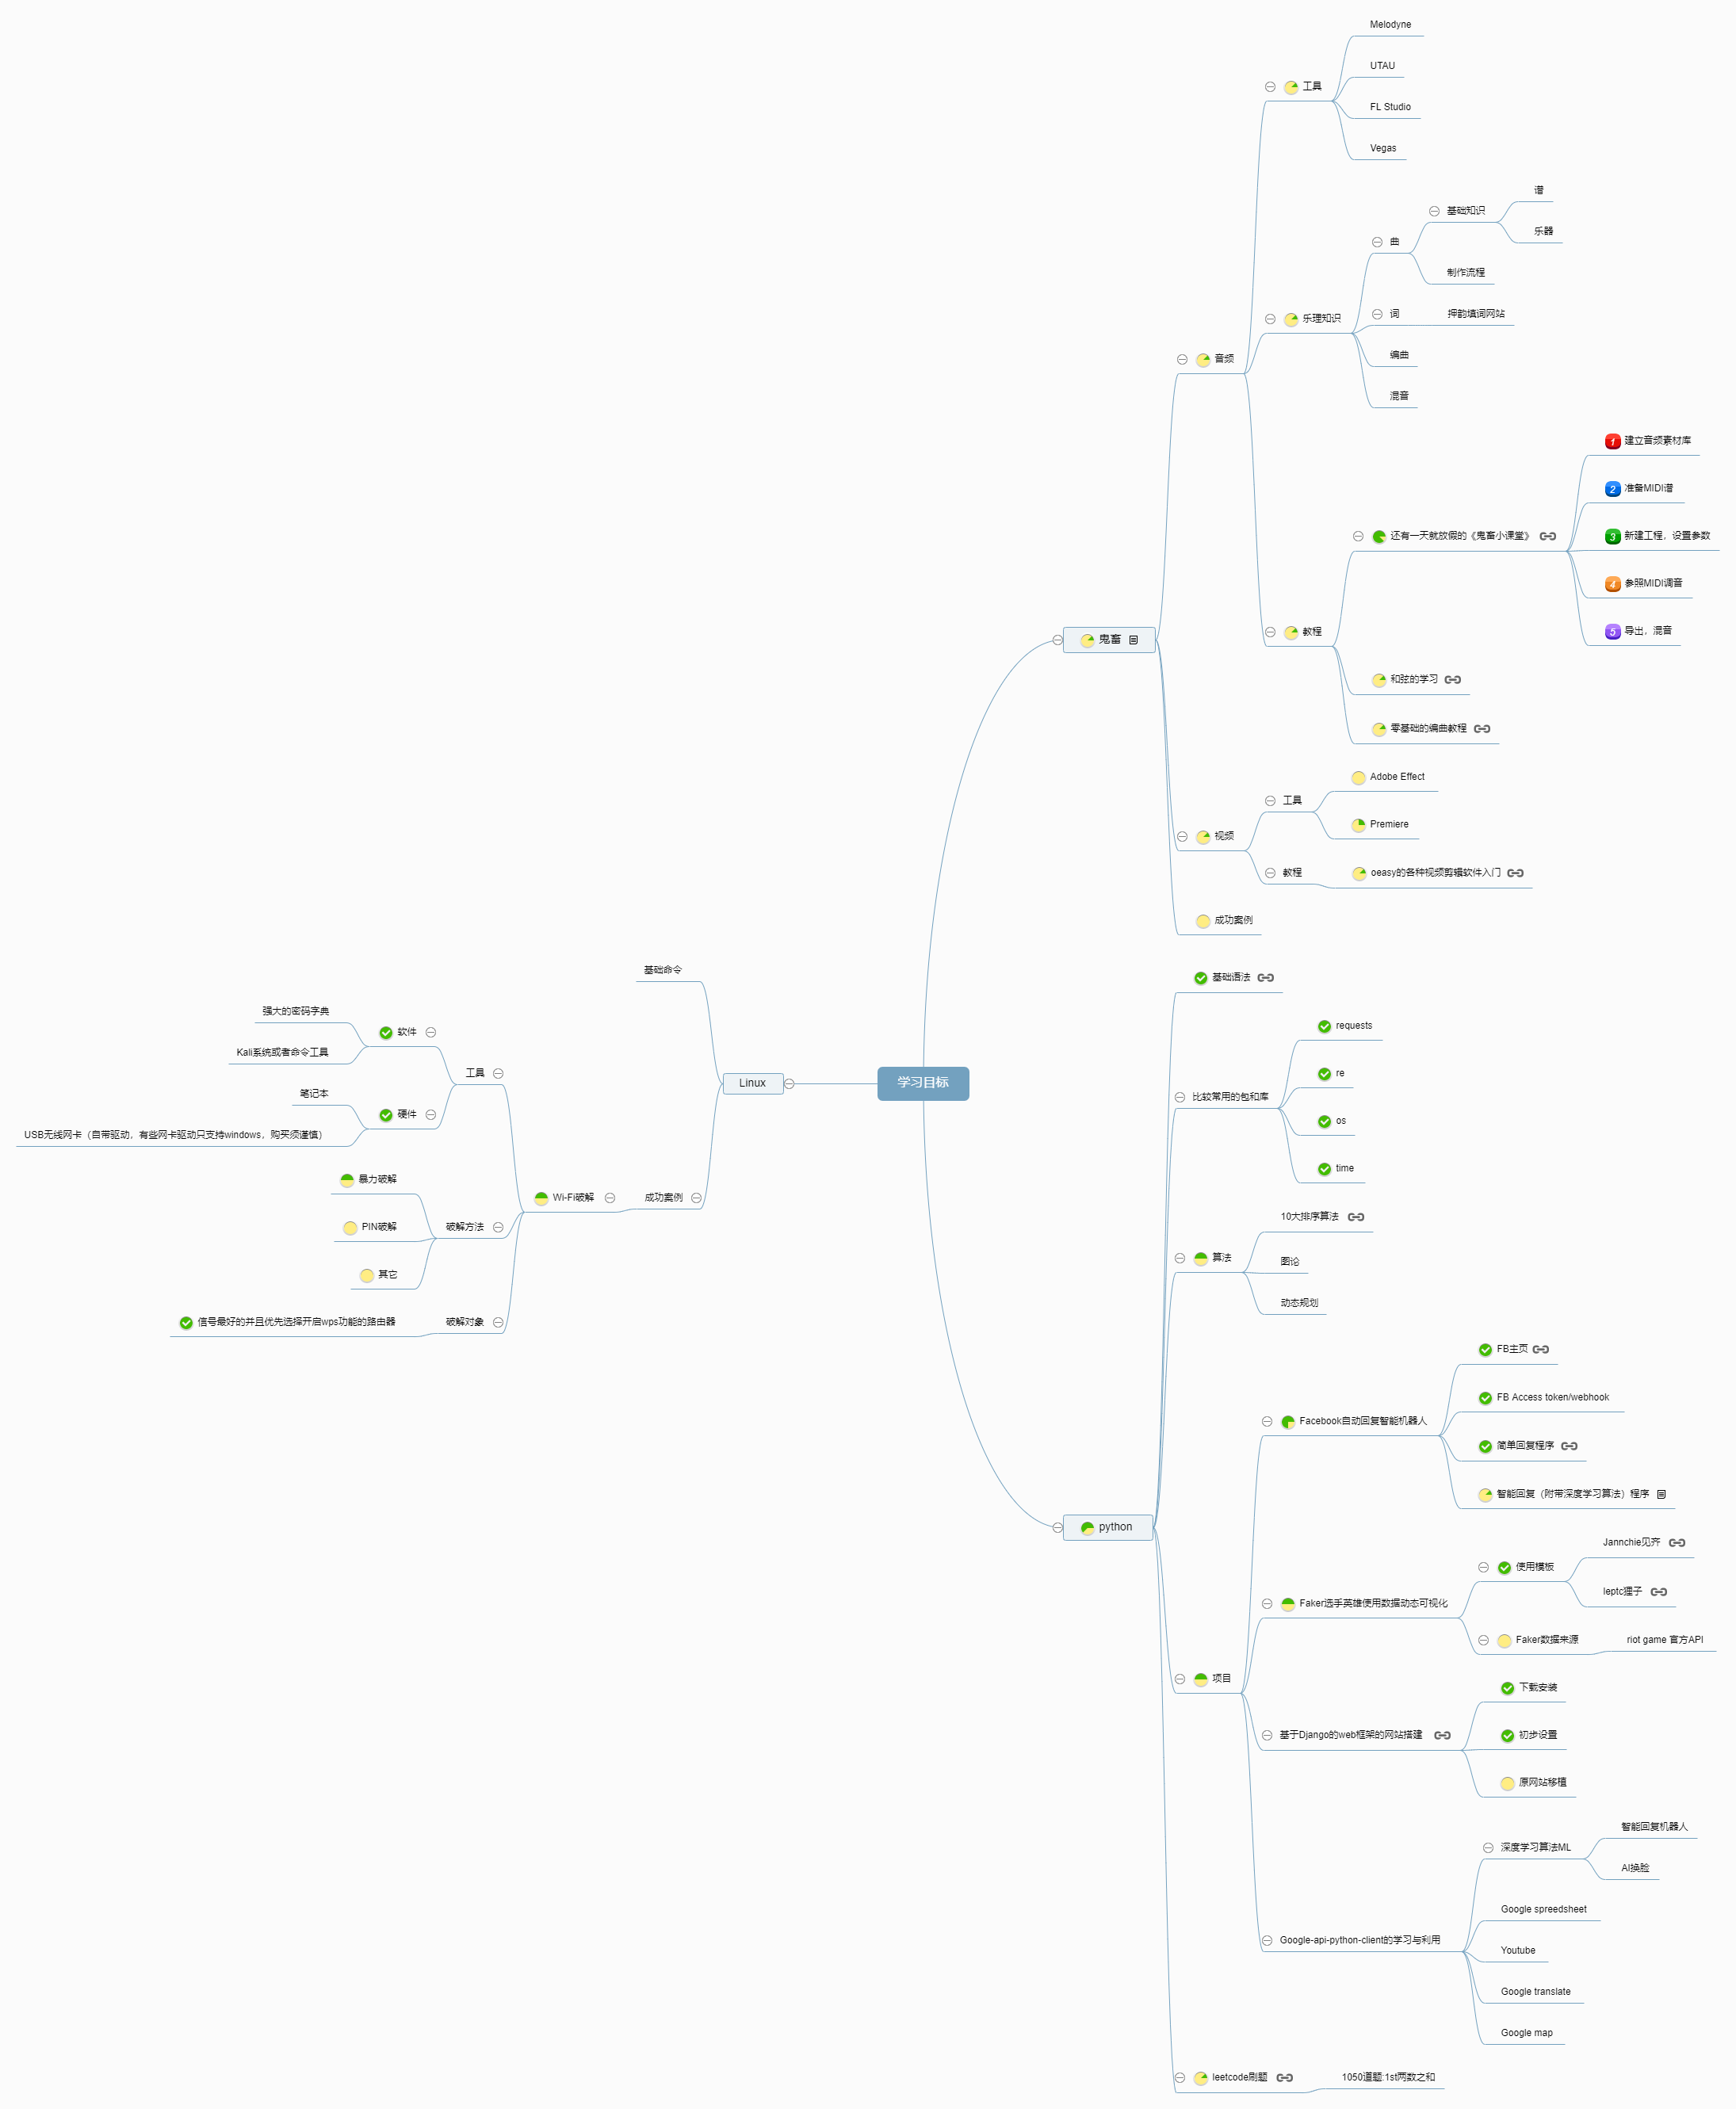 学习目标
鬼畜
音频
工具
Melodyne
UTAU
FL Studio
Vegas
乐理知识
曲
基础知识
谱
乐器
制作流程
词
押韵填词网站
编曲
混音
教程
还有一天就放假的《鬼畜小课堂》
1 建立音频素材库
2 准备MIDI谱
3 新建工程，设置参数
4 参照MIDI调音
5 导出，混音
和弦的学习
零基础的编曲教程
视频
工具
Adobe Effect
Premiere
教程
oeasy的各种视频剪辑软件入门
成功案例
python
基础语法
比较常用的包和库
requests
re
os
time
算法
10大排序算法
图论
动态规划
项目
Facebook自动回复智能机器人
FB主页
FB Access token/webhook
简单回复程序
智能回复（附带深度学习算法）程序
Faker选手英雄使用数据动态可视化
使用模板
Jannchie见齐
leptc狸子
Faker数据来源
riot game 官方API
基于Django的web框架的网站搭建
下载安装
初步设置
原网站移植
Google-api-python-client的学习与利用
深度学习算法ML
智能回复机器人
AI换脸
Google spreedsheet
Youtube
Google translate
Google map
leetcode刷题
1050道题:1st两数之和
Linux
基础命令
成功案例
Wi-Fi破解
工具
软件
强大的密码字典
Kali系统或者命令工具
硬件
笔记本
USB无线网卡（自带驱动，有些网卡驱动只支持windows，购买须谨慎）
破解方法
暴力破解
PIN破解
其它
破解对象
信号最好的并且优先选择开启wps功能的路由器